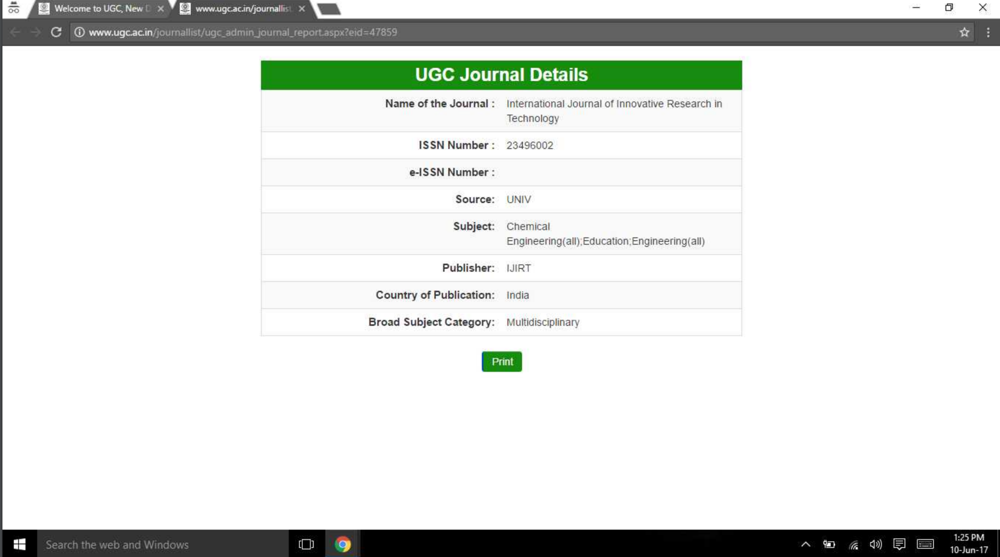 Welcome to UGC, New D
www.ugc.ac.in/journallist
www.ugc.ac.in/journallist/ugc_admin_journal_report.aspx?eid=47859
UGC Journal Details
Name of the Journal : International Journal of Innovative Research in
Technology
ISSN Number : 23496002
e-ISSN Number :
Source: UNIV
Subject: Chemical
Engineering(all);Education;Engineering(all)
Publisher: IJIRT
Country of Publication: India
Broad Subject Category: Multidisciplinary
Print
Search the web and Windows
1:25 PM
10-Jun-17